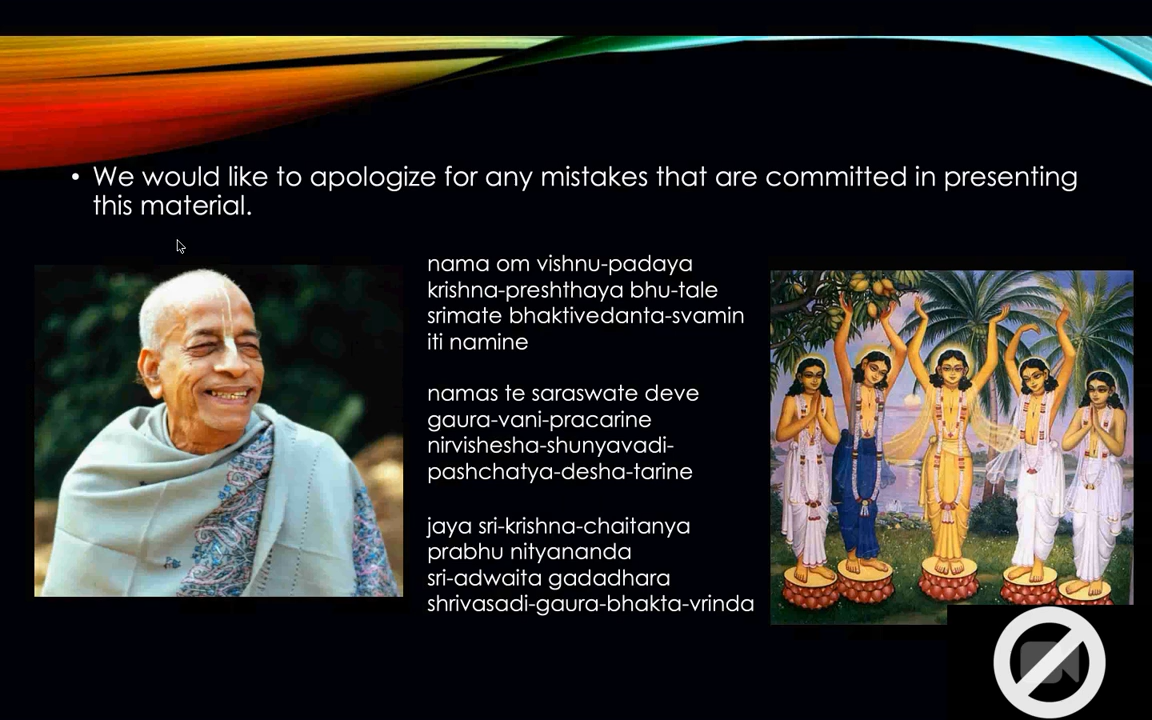 • We would like to apologize for any mistakes that are committed in presenting
this material.
nama om vishnu-padaya
krishna-preshthaya bhu-tale
srimate bhaktivedanta-svamin
iti namine
namas te saraswate deve
gaura-vani-pracarine
nirvishesha-shunyavadi-
pashchatya-desha-tarine
jaya sri-krishna-chaitanya
prabhu nityananda
sri-adwaita gadadhara
shrivasadi-gaura-bhakta-vrinda